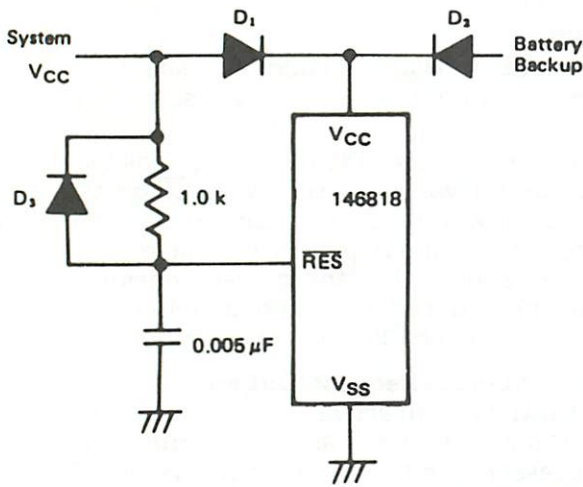 D₁
D₂
System
VCC
Battery
Backup
VCC
D₃
1.0 k
146818
RES
0.005 μF
VSS